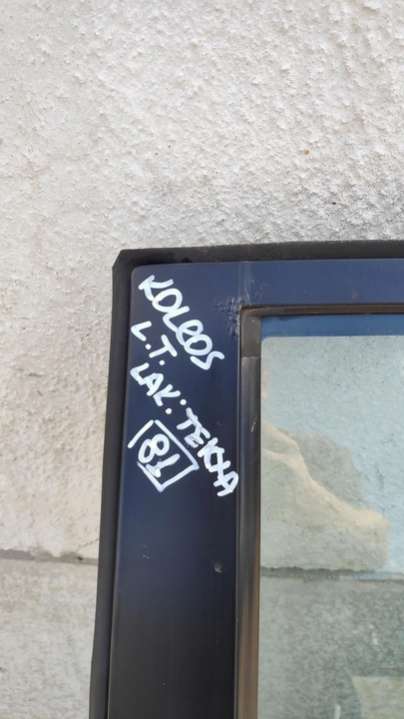 KOLEOS
L.T.
LAK: TEKNA
81